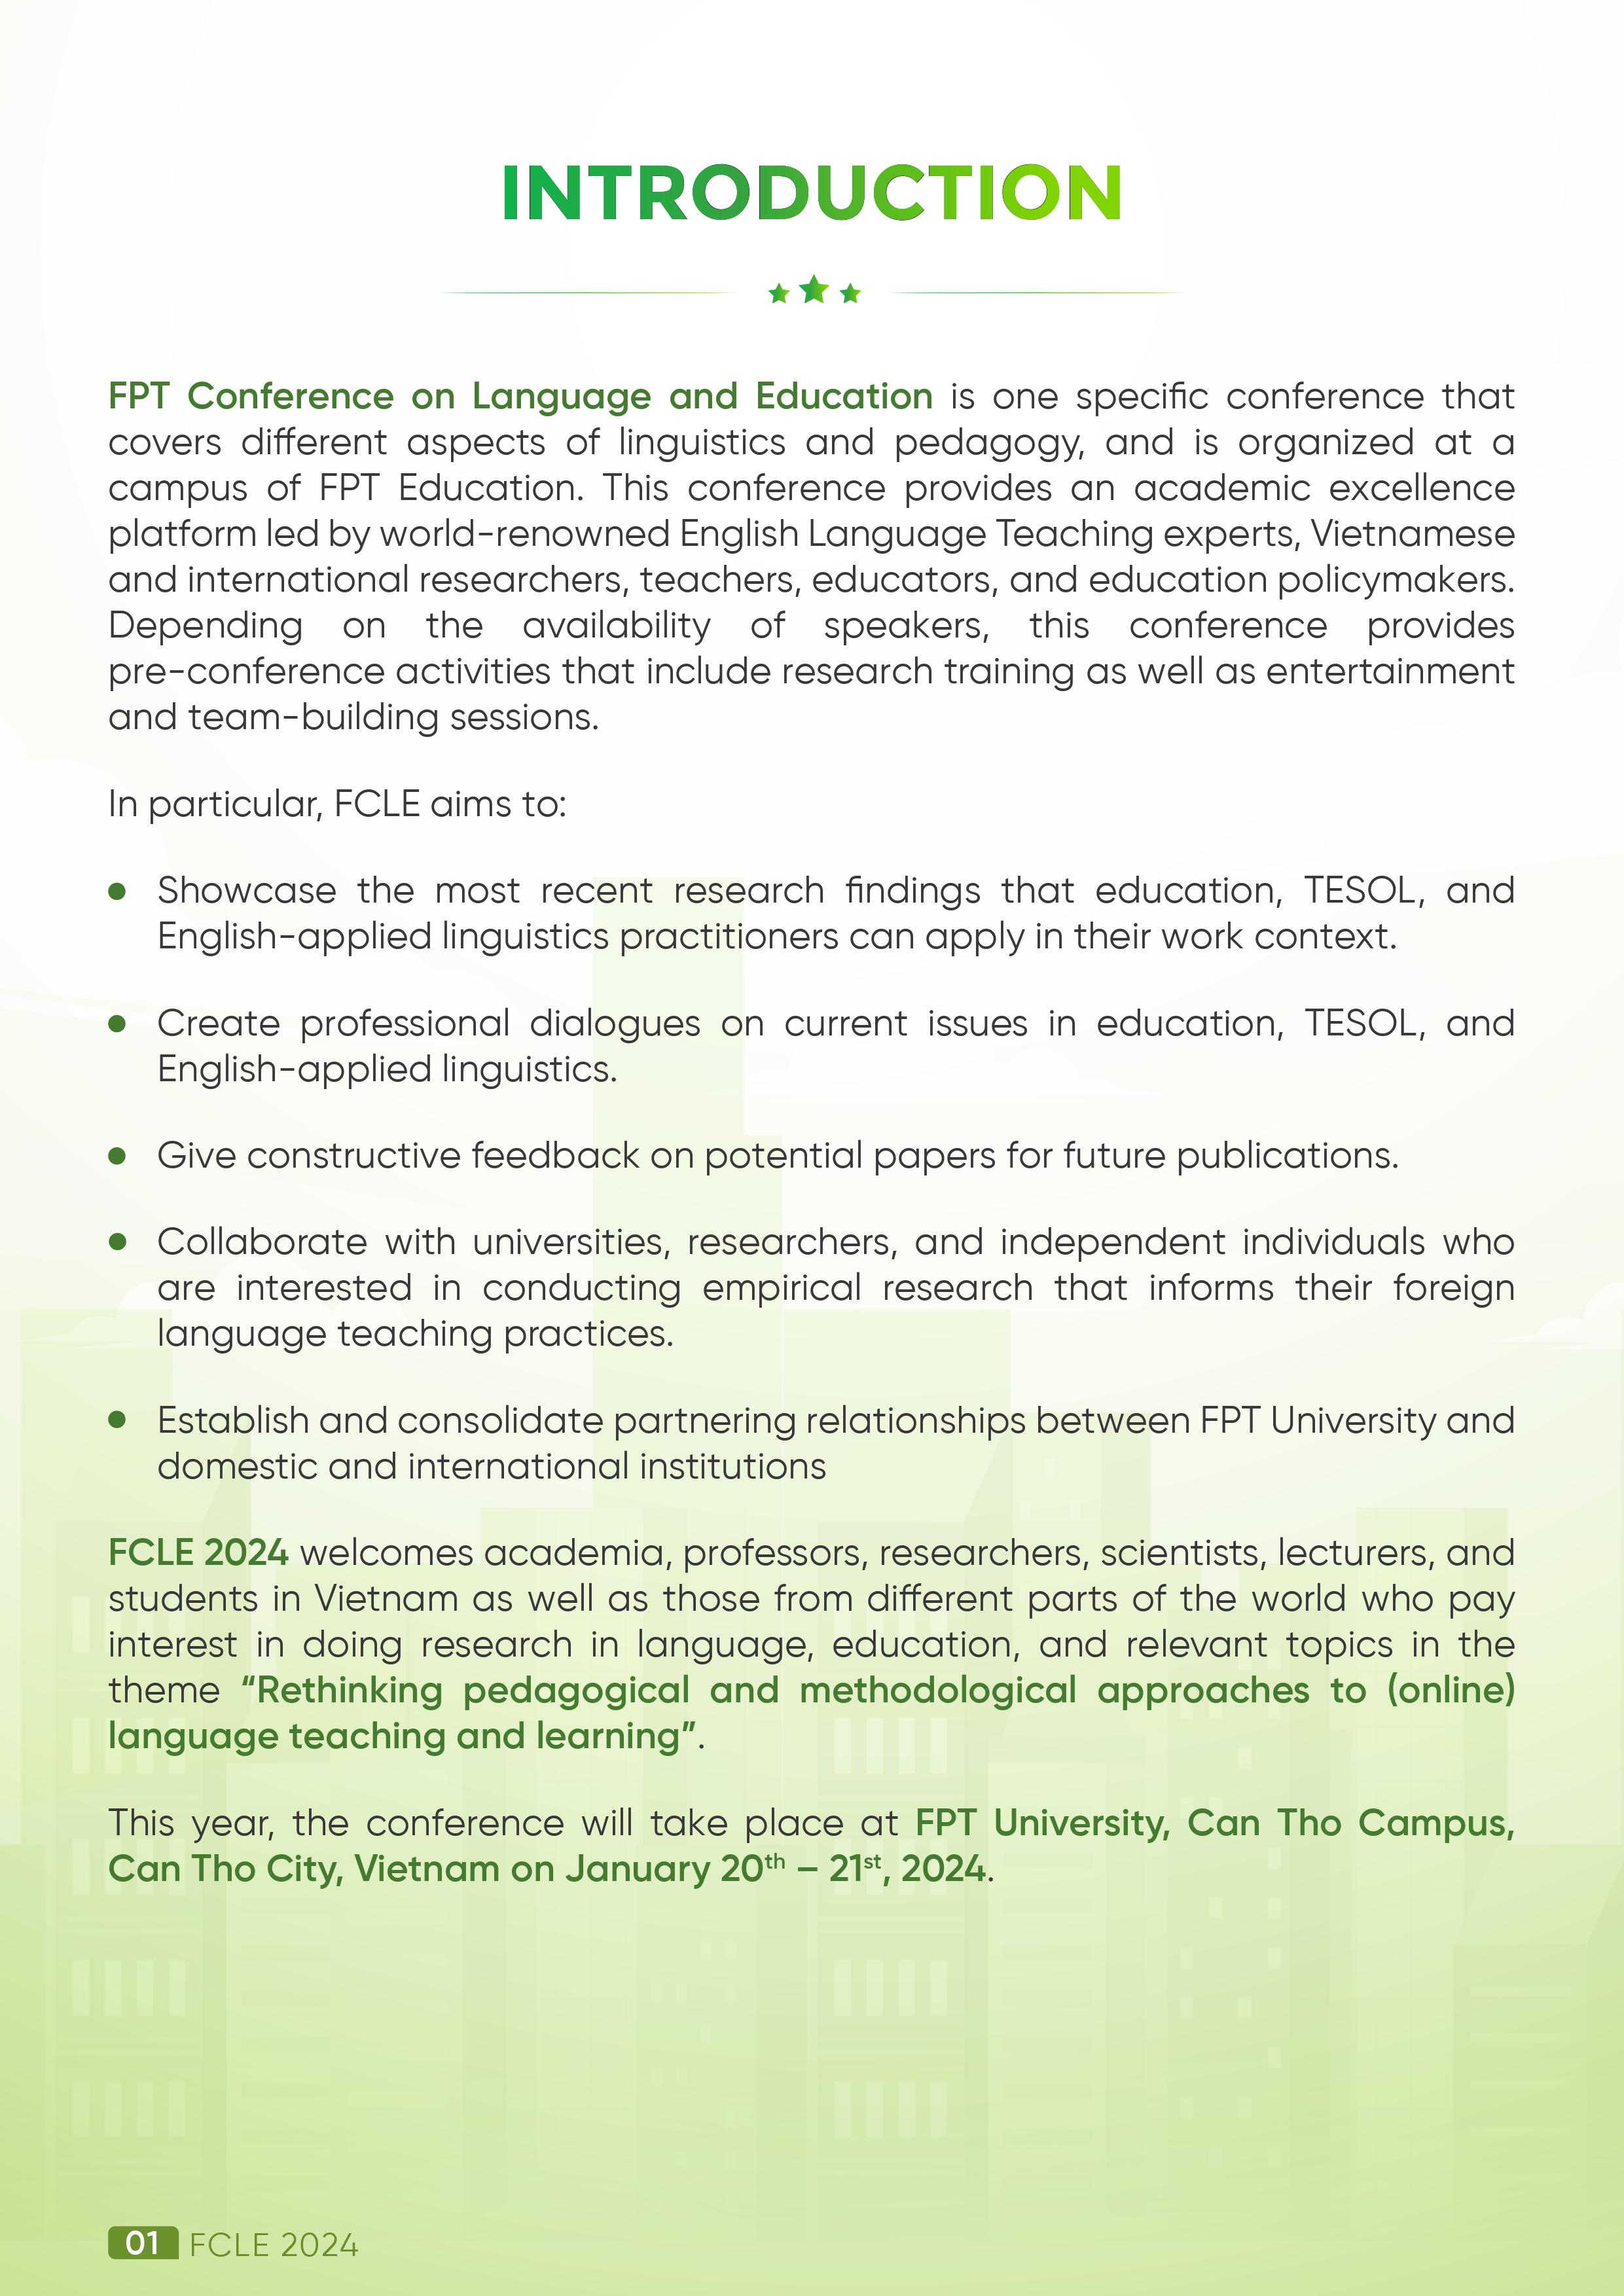 INTRODUCTION
FPT Conference on Language and Education is one specific conference that
covers different aspects of linguistics and pedagogy, and is organized at a
campus of FPT Education. This conference provides an academic excellence
platform led by world-renowned English Language Teaching experts, Vietnamese
and international researchers, teachers, educators, and education policymakers.
Depending on the availability of speakers, this conference provides
pre-conference activities that include research training as well as entertainment
and team-building sessions.
In particular, FCLE aims to:
● Showcase the most recent research findings that education, TESOL, and
English-applied linguistics practitioners can apply in their work context.
● Create professional dialogues on current issues in education, TESOL, and
English-applied linguistics.
● Give constructive feedback on potential papers for future publications.
● Collaborate with universities, researchers, and independent individuals who
are interested in conducting empirical research that informs their foreign
language teaching practices.
● Establish and consolidate partnering relationships between FPT University and
domestic and international institutions
FCLE 2024 welcomes academia, professors, researchers, scientists, lecturers, and
students in Vietnam as well as those from different parts of the world who pay
interest in doing research in language, education, and relevant topics in the
theme “Rethinking pedagogical and methodological approaches to (online)
language teaching and learning”.
This year, the conference will take place at FPT University, Can Tho Campus,
Can Tho City, Vietnam on January 20th – 21st, 2024.
01 FCLE 2024